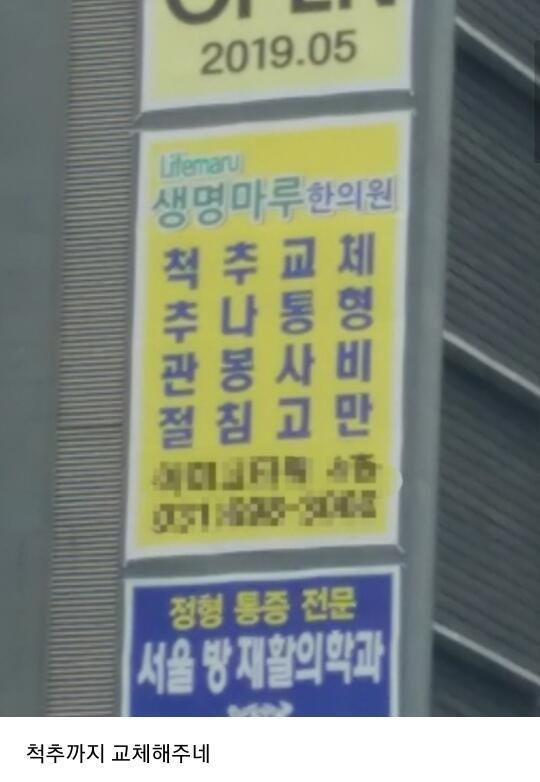 OPEN
2019.05
Lifemaru
생명마루한의원
척 추 교 체
추 나 통 형
관 봉 사 비
절 침 고 만
정형 통증 전문
서울 방 재활의학과
척추까지 교체해주네